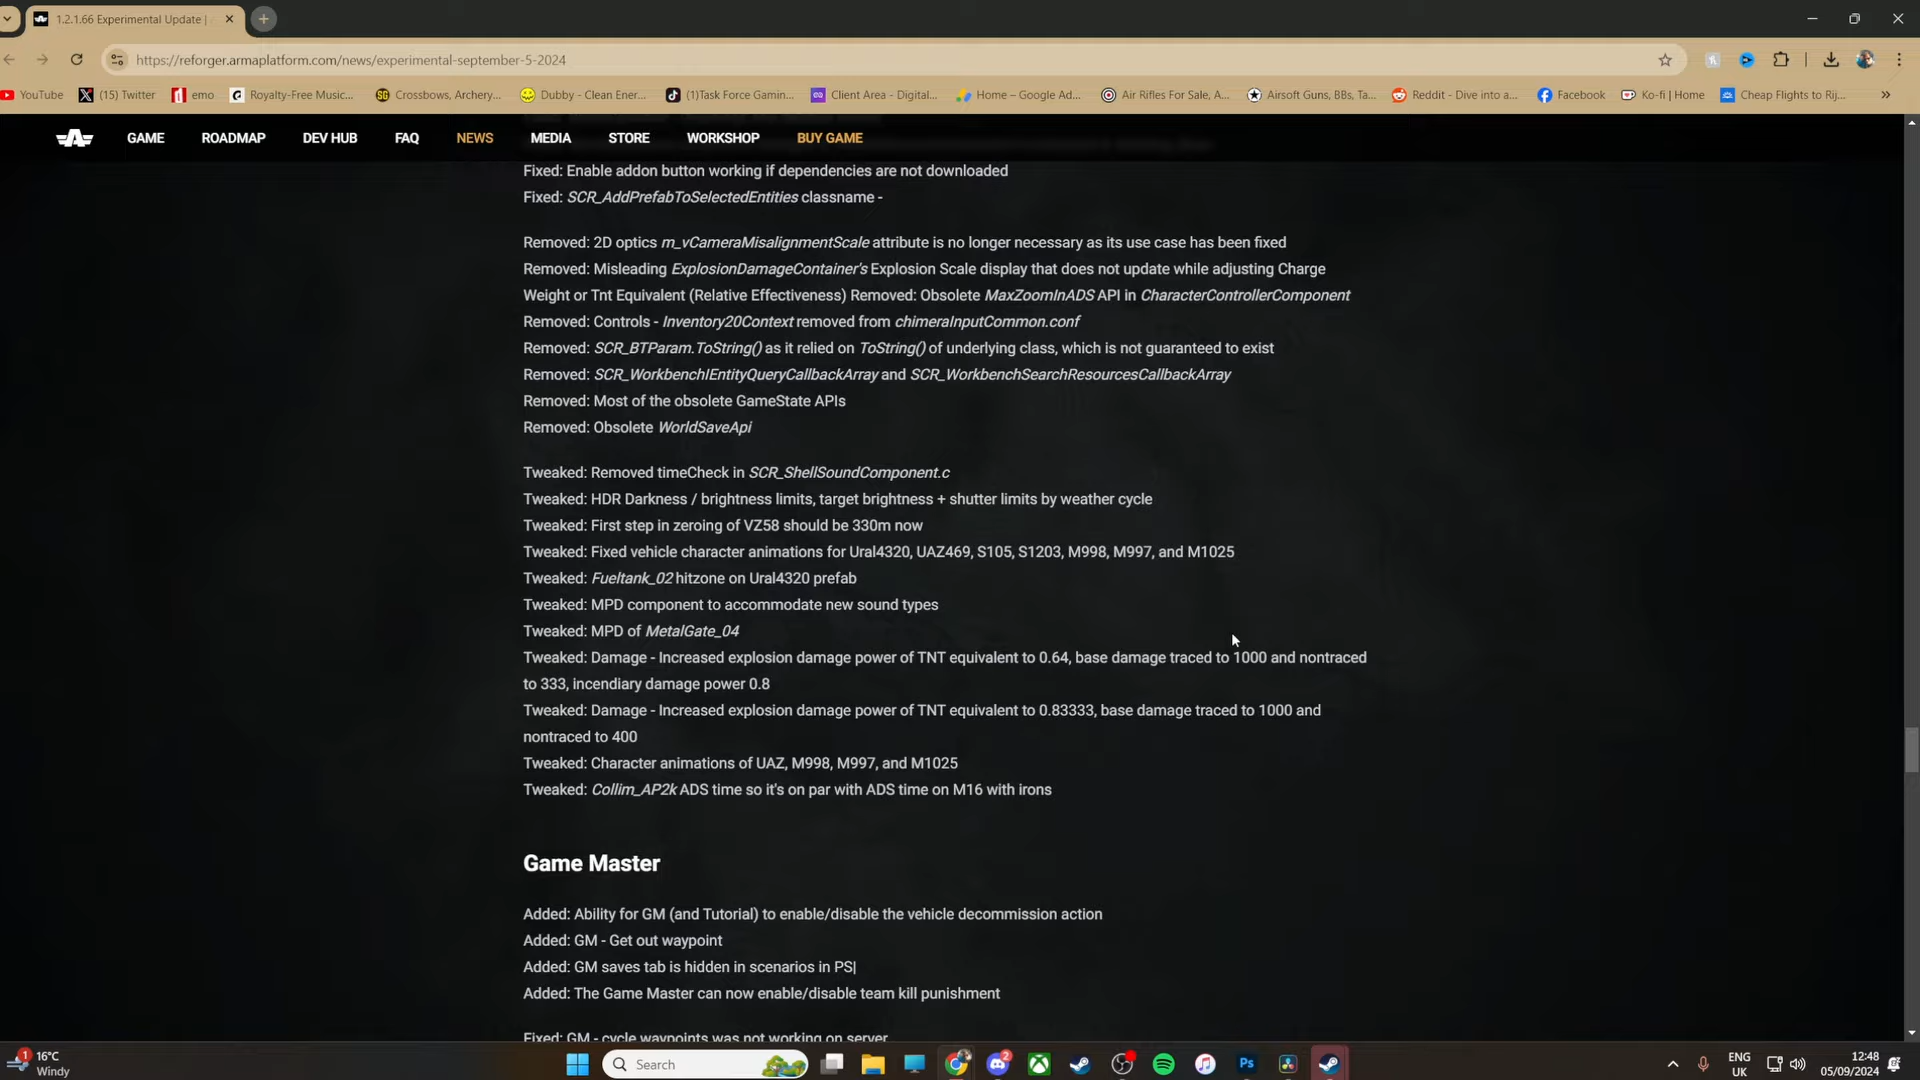 1.2.1.66 Experimental Update |
https://reforger.armaplatform.com/news/experimental-september-5-2024
YouTube
(15) Twitter
emo
Royalty-Free Music...
Crossbows, Archery...
Dubby - Clean Ener...
(1)Task Force Gamin...
Client Area - Digital...
Home – Google Ad...
Air Rifles For Sale, A...
Airsoft Guns, BBs, Ta...
Reddit - Dive into a...
Facebook
Ko-fi | Home
Cheap Flights to Rij...
GAME ROADMAP DEV HUB FAQ NEWS MEDIA STORE WORKSHOP BUY GAME
Fixed: Enable addon button working if dependencies are not downloaded
Fixed: SCR_AddPrefabToSelectedEntities classname -
Removed: 2D optics m_vCameraMisalignmentScale attribute is no longer necessary as its use case has been fixed
Removed: Misleading ExplosionDamageContainer's Explosion Scale display that does not update while adjusting Charge
Weight or Tnt Equivalent (Relative Effectiveness) Removed: Obsolete MaxZoomInADS API in CharacterControllerComponent
Removed: Controls - Inventory20Context removed from chimeraInputCommon.conf
Removed: SCR_BTParam.ToString() as it relied on ToString() of underlying class, which is not guaranteed to exist
Removed: SCR_WorkbenchIEntityQueryCallbackArray and SCR_WorkbenchSearchResourcesCallbackArray
Removed: Most of the obsolete GameState APIs
Removed: Obsolete WorldSaveApi
Tweaked: Removed timeCheck in SCR_ShellSoundComponent.c
Tweaked: HDR Darkness / brightness limits, target brightness + shutter limits by weather cycle
Tweaked: First step in zeroing of VZ58 should be 330m now
Tweaked: Fixed vehicle character animations for Ural4320, UAZ469, S105, S1203, M998, M997, and M1025
Tweaked: Fueltank_02 hitzone on Ural4320 prefab
Tweaked: MPD component to accommodate new sound types
Tweaked: MPD of MetalGate_04
Tweaked: Damage - Increased explosion damage power of TNT equivalent to 0.64, base damage traced to 1000 and nontraced
to 333, incendiary damage power 0.8
Tweaked: Damage - Increased explosion damage power of TNT equivalent to 0.83333, base damage traced to 1000 and
nontraced to 400
Tweaked: Character animations of UAZ, M998, M997, and M1025
Tweaked: Collim_AP2k ADS time so it's on par with ADS time on M16 with irons
Game Master
Added: Ability for GM (and Tutorial) to enable/disable the vehicle decommission action
Added: GM - Get out waypoint
Added: GM saves tab is hidden in scenarios in PS|
Added: The Game Master can now enable/disable team kill punishment
Fixed: GM - cycle waypoints was not working on server
1
16°C
Windy
Search
2
Ps
ENG
UK
12:48
05/09/2024